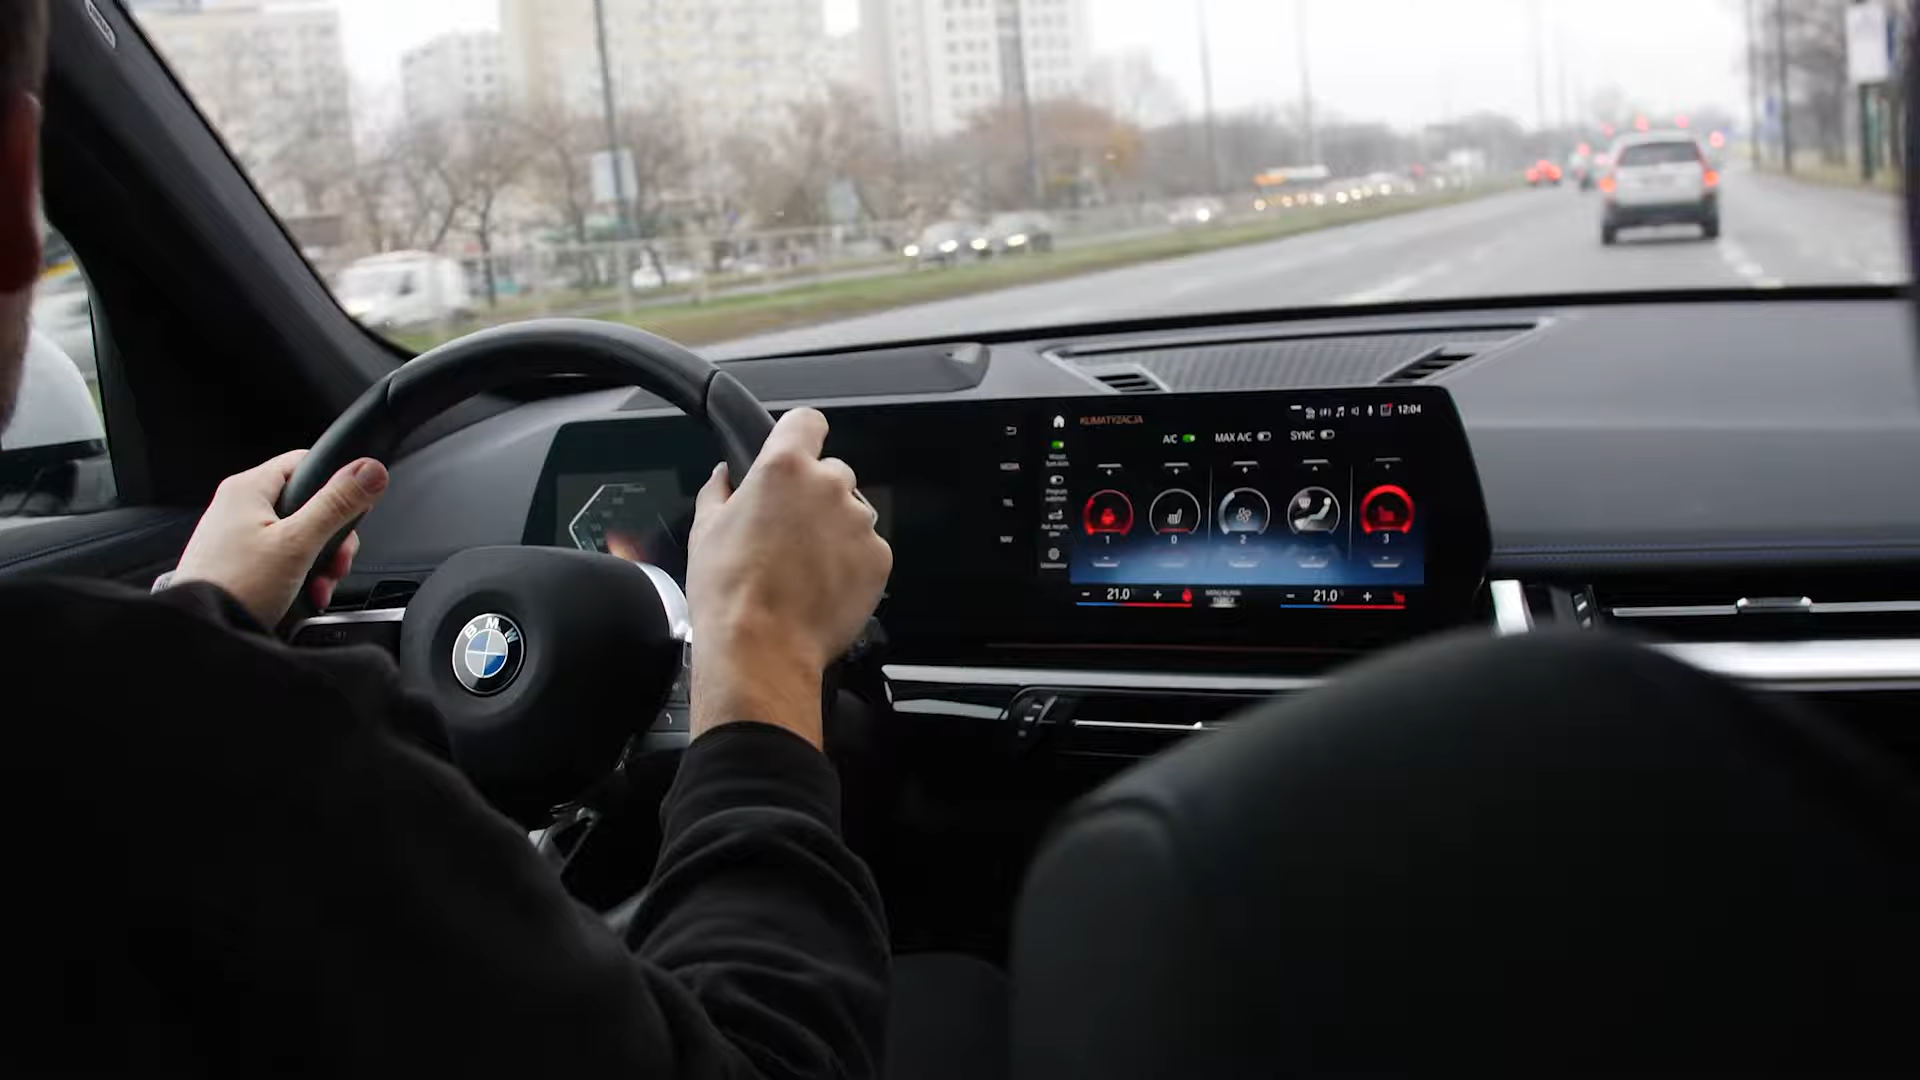 KLIMATYZACJA
12:04
A/C
MAX A/C
SYNC
MEDIA
TEL
NAV
1
0
2
3
- 21.0 +
- 21.0 +
BMW